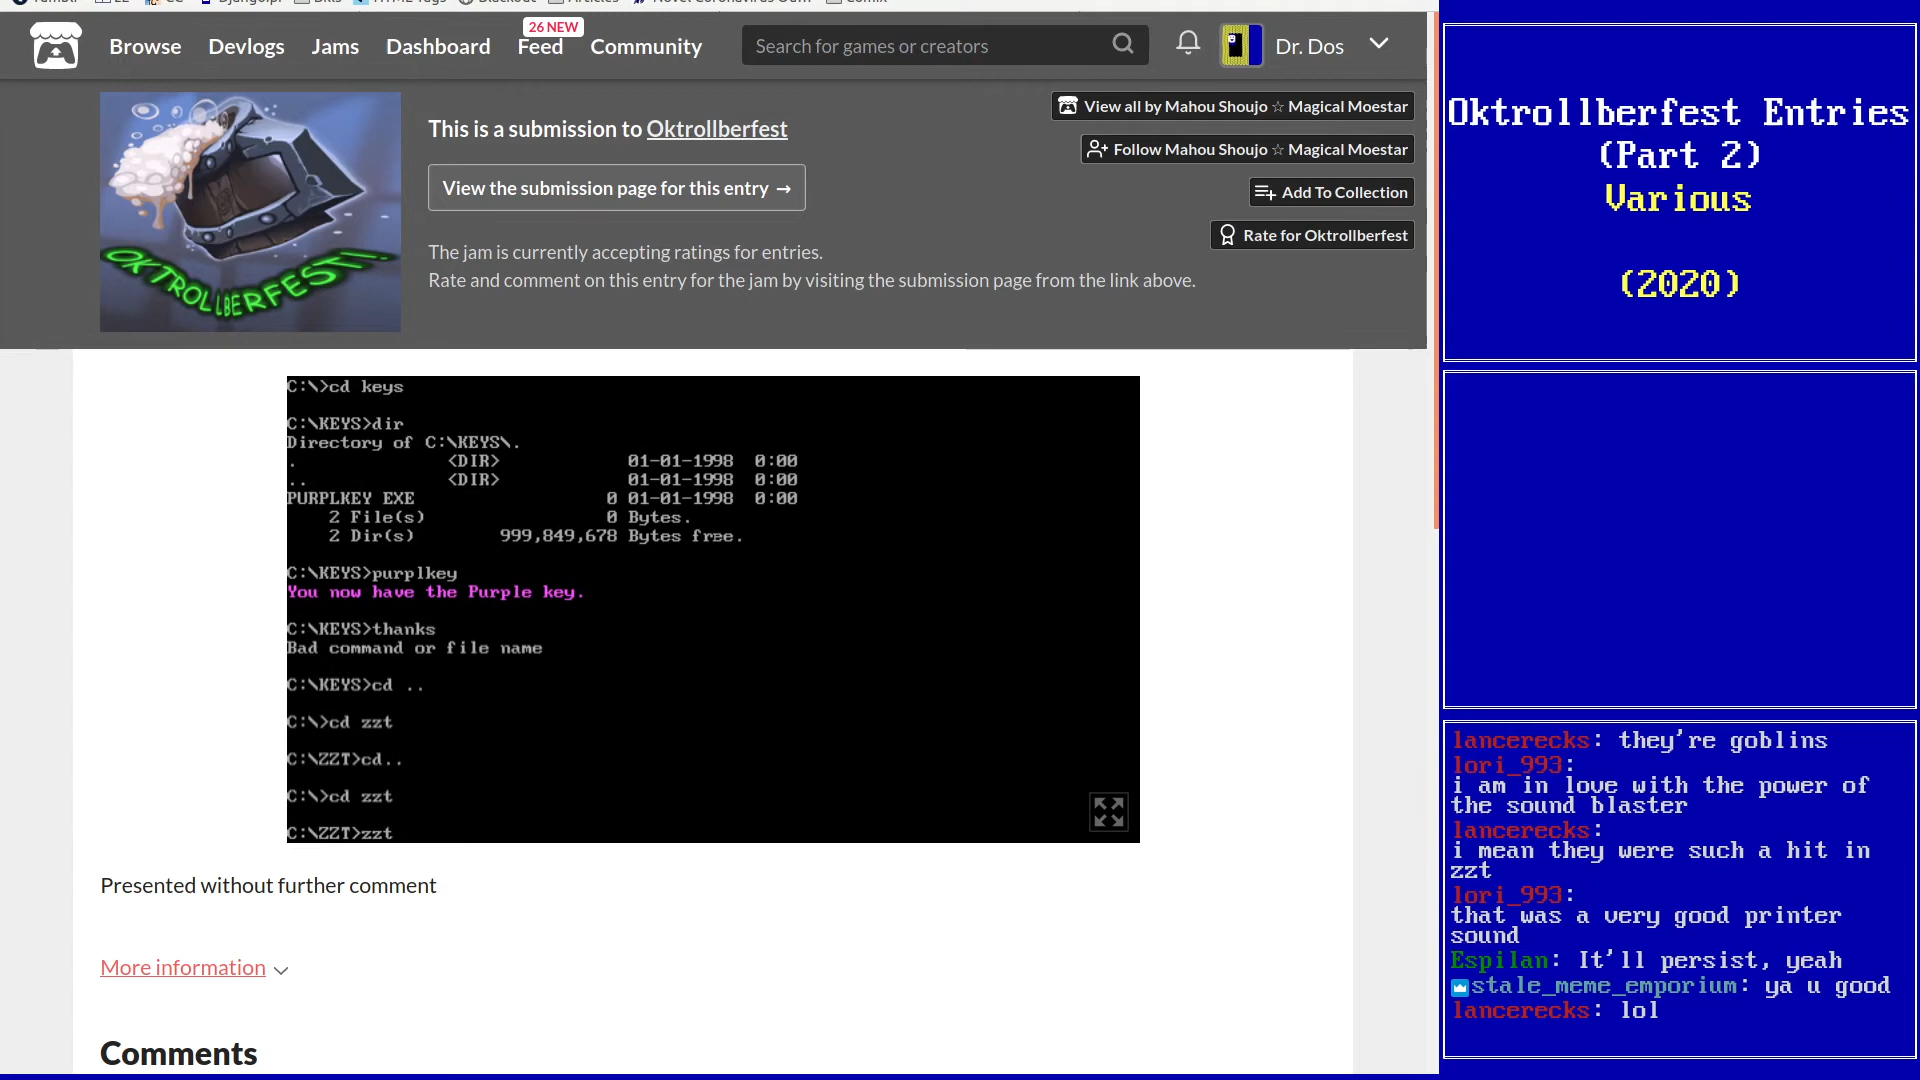 Browse Devlogs Jams Dashboard Feed Community
26 NEW
Search for games or creators
Dr. Dos
This is a submission to Oktrollberfest
View the submission page for this entry →
The jam is currently accepting ratings for entries.
Rate and comment on this entry for the jam by visiting the submission page from the link above.
View all by Mahou Shoujo ☆ Magical Moestar
Follow Mahou Shoujo ☆ Magical Moestar
Add To Collection
Rate for Oktrollberfest
OKTROLLBERFEST!
C:\>cd keys
C:\KEYS>dir
Directory of C:\KEYS\.
. <DIR> 01-01-1998 0:00
.. <DIR> 01-01-1998 0:00
PURPLKEY EXE 0 01-01-1998 0:00
2 File(s) 0 Bytes.
2 Dir(s) 999,849,678 Bytes free.
C:\KEYS>purplkey
You now have the Purple key.
C:\KEYS>thanks
Bad command or file name
C:\KEYS>cd ..
C:\>cd zzt
C:\ZZT>cd..
C:\>cd zzt
C:\ZZT>zzt
Presented without further comment
More information
Comments
Oktrollberfest Entries
(Part 2)
Various
(2020)
lancerecks: they're goblins
lori_993:
i am in love with the power of
the sound blaster
lancerecks:
i mean they were such a hit in
zzt
lori_993:
that was a very good printer
sound
Espilan: It'll persist, yeah
stale_meme_emporium: ya u good
lancerecks: lol